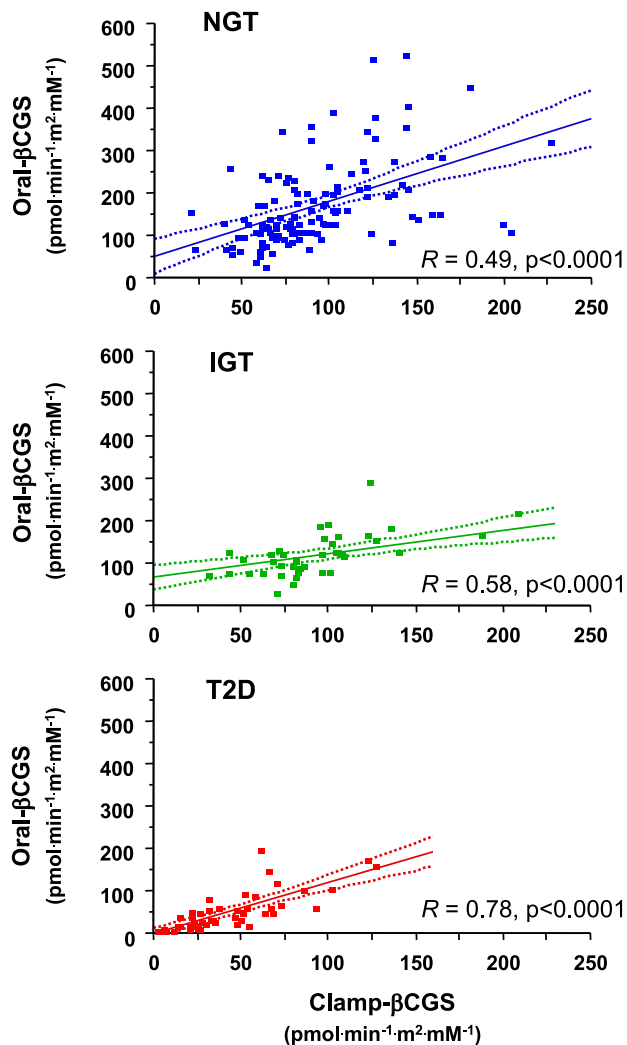 NGT
600
500
400
300
200
100
0
Oral-βCGS
(pmol·min⁻¹·m²·mM⁻¹)
R = 0.49, p<0.0001
0 50 100 150 200 250
IGT
600
500
400
300
200
100
0
Oral-βCGS
(pmol·min⁻¹·m²·mM⁻¹)
R = 0.58, p<0.0001
0 50 100 150 200 250
T2D
600
500
400
300
200
100
0
Oral-βCGS
(pmol·min⁻¹·m²·mM⁻¹)
R = 0.78, p<0.0001
0 50 100 150 200 250
Clamp-βCGS
(pmol·min⁻¹·m²·mM⁻¹)